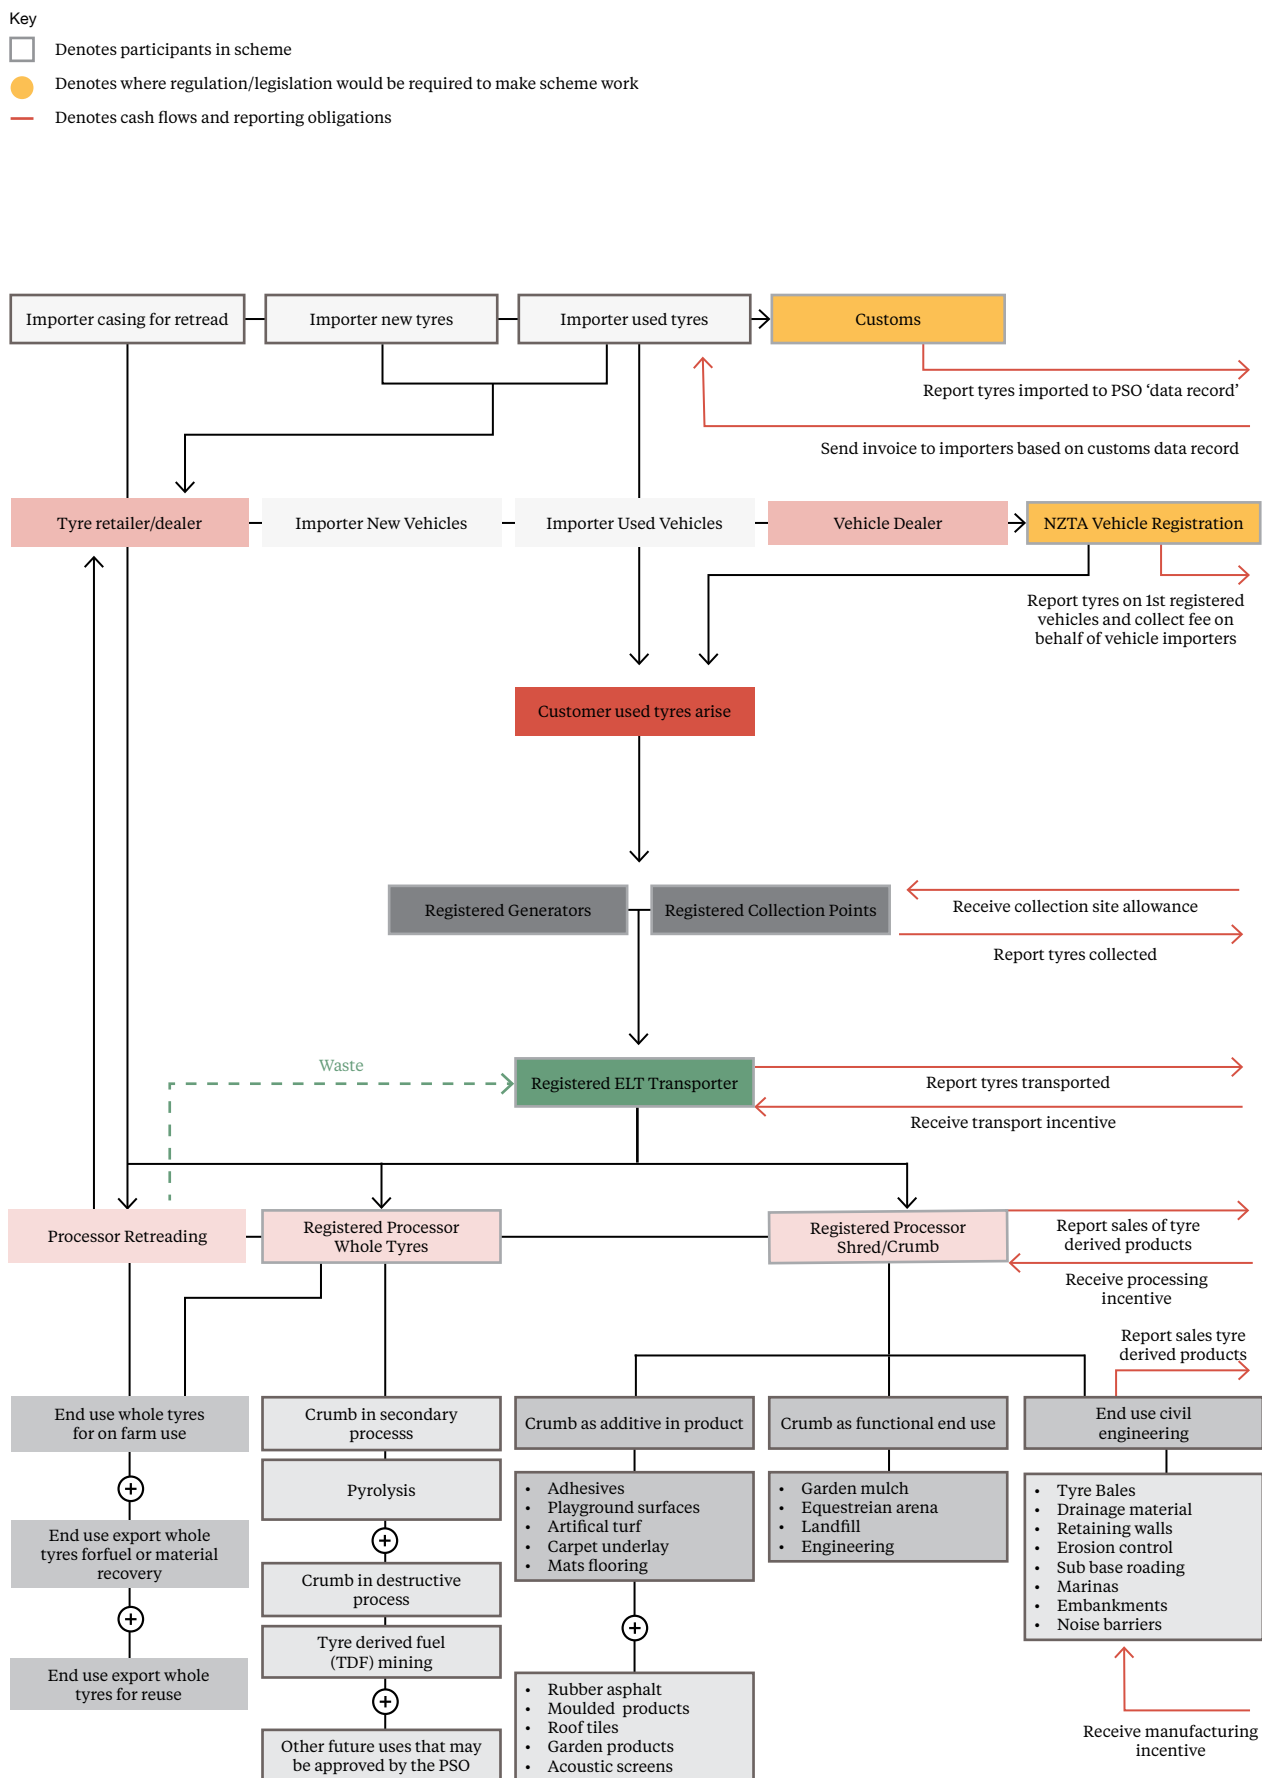 Key
Denotes participants in scheme
Denotes where regulation/legislation would be required to make scheme work
Denotes cash flows and reporting obligations
Importer casing for retread
Importer new tyres
Importer used tyres
Customs
Report tyres imported to PSO ‘data record’
Send invoice to importers based on customs data record
Tyre retailer/dealer
Importer New Vehicles
Importer Used Vehicles
Vehicle Dealer
NZTA Vehicle Registration
Report tyres on 1st registered
vehicles and collect fee on
behalf of vehicle importers
Customer used tyres arise
Registered Generators
Registered Collection Points
Receive collection site allowance
Report tyres collected
Waste
Registered ELT Transporter
Report tyres transported
Receive transport incentive
Processor Retreading
Registered Processor
Whole Tyres
Registered Processor
Shred/Crumb
Report sales of tyre
derived products
Receive processing
incentive
Report sales tyre
derived products
End use whole tyres
for on farm use
Crumb in secondary
processs
Crumb as additive in product
Crumb as functional end use
End use civil
engineering
Pyrolysis
• Adhesives
• Playground surfaces
• Artifical turf
• Carpet underlay
• Mats flooring
• Garden mulch
• Equestreian arena
• Landfill
• Engineering
• Tyre Bales
• Drainage material
• Retaining walls
• Erosion control
• Sub base roading
• Marinas
• Embankments
• Noise barriers
End use export whole
tyres forfuel or material
recovery
Crumb in destructive
process
Tyre derived fuel
(TDF) mining
End use export whole
tyres for reuse
Other future uses that may
be approved by the PSO
• Rubber asphalt
• Moulded products
• Roof tiles
• Garden products
• Acoustic screens
Receive manufacturing
incentive